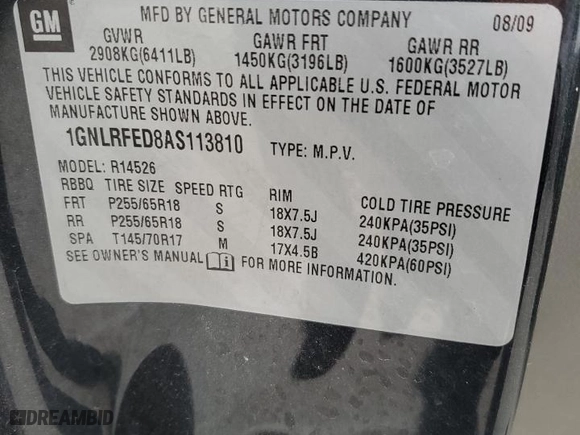 GM
MFD BY GENERAL MOTORS COMPANY 08/09
GVWR GAWR FRT GAWR RR
2908KG(6411LB) 1450KG(3196LB) 1600KG(3527LB)
THIS VEHICLE CONFORMS TO ALL APPLICABLE U.S. FEDERAL MOTOR
VEHICLE SAFETY STANDARDS IN EFFECT ON THE DATE OF
MANUFACTURE SHOWN ABOVE.
1GNLRFED8AS113810 TYPE: M.P.V.
MODEL: R14526
RBBQ TIRE SIZE SPEED RTG RIM COLD TIRE PRESSURE
FRT P255/65R18 S 18X7.5J 240KPA(35PSI)
RR P255/65R18 S 18X7.5J 240KPA(35PSI)
SPA T145/70R17 M 17X4.5B 420KPA(60PSI)
SEE OWNER'S MANUAL FOR MORE INFORMATION.
DREAMBID